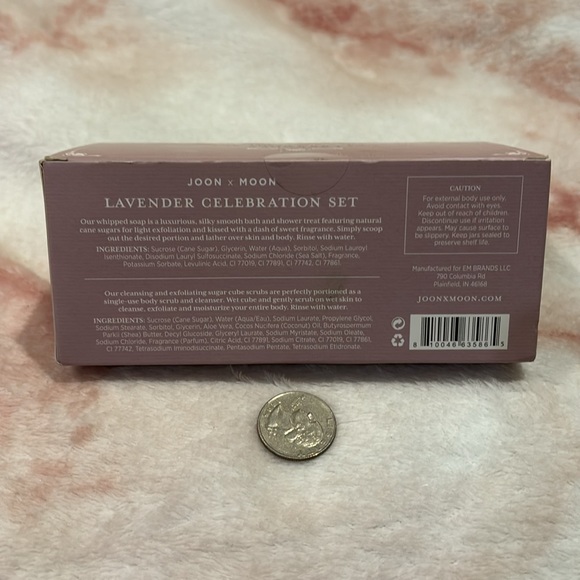 JOON x MOON
LAVENDER CELEBRATION SET
Our whipped soap is a luxurious, silky smooth bath and shower treat featuring natural
cane sugars for light exfoliation and kissed with a dash of sweet fragrance. Simply scoop
out the desired portion and lather over skin and body. Rinse with water.
INGREDIENTS: Sucrose (Cane Sugar), Glycerin, Water (Aqua), Sorbitol, Sodium Lauroyl
Isenthionate, Disodium Lauryl Sulfosuccinate, Sodium Chloride (Sea Salt), Fragrance,
Potassium Sorbate, Levulinic Acid, CI 77019, CI 77891, CI 77742, CI 77865.
Our cleansing and exfoliating sugar cube scrubs are perfectly portioned as a
single-use body scrub and cleanser. Wet cube and gently scrub on wet skin to
cleanse, exfoliate and moisturize your entire body. Rinse with water.
INGREDIENTS: Sucrose (Cane Sugar), Water (Aqua/Eau), Sodium Laurate, Propylene Glycol,
Sodium Stearate, Sorbitol, Glycerin, Aloe Vera, Cocos Nucifera (Coconut) Oil, Butyrospermum
Parkii (Shea) Butter, Decyl Glucoside, Glyceryl Laurate, Sodium Myristate, Sodium Oleate,
Sodium Chloride, Fragrance (Parfum), Citric Acid, CI 77891, Sodium Citrate, CI 77019, CI 77861,
CI 77742, Tetrasodium Iminodisuccinate, Pentasodium Pentate, Tetrasodium Etidronate.
CAUTION
For external body use only.
Avoid contact with eyes.
Keep out of reach of children.
Discontinue use if irritation
appears. May cause surface to
be slippery. Keep jars sealed to
preserve shelf life.
Manufactured for EM BRANDS LLC
790 Columbia Rd
Plainfield, IN 46168
JOONXMOON.COM
8 10046 63586 5